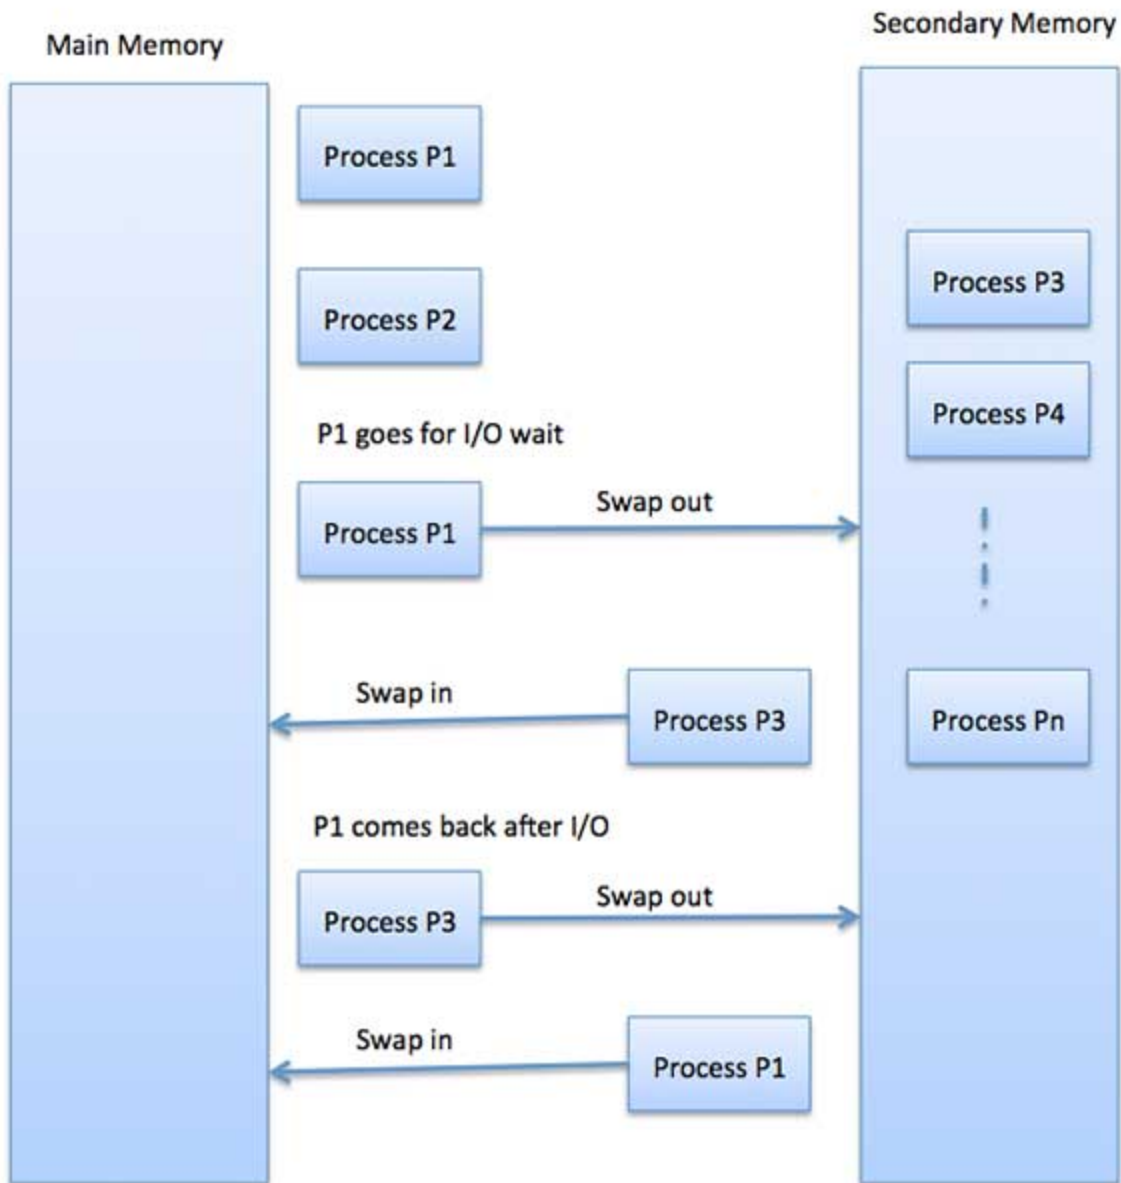 Main Memory
Secondary Memory
Process P1
Process P2
Process P3
Process P4
P1 goes for I/O wait
Process P1
Swap out
Swap in
Process P3
Process Pn
P1 comes back after I/O
Process P3
Swap out
Swap in
Process P1